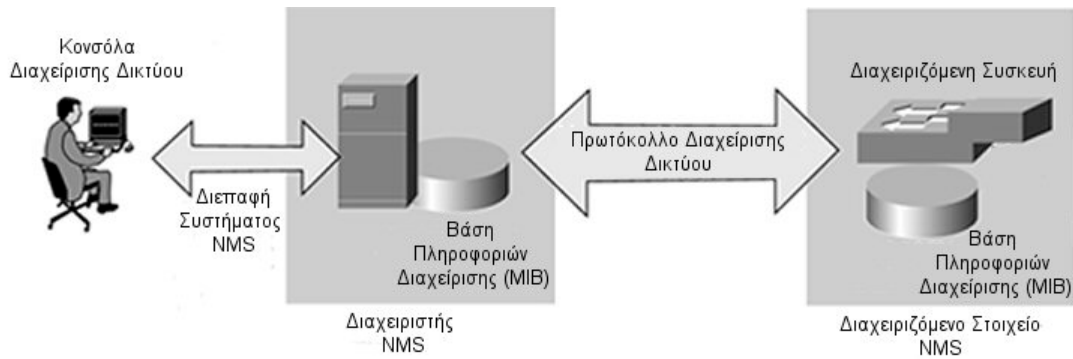 Κονσόλα
Διαχείρισης Δικτύου
Διεπαφή
Συστήματος
NMS
Βάση
Πληροφοριών
Διαχείρισης (MIB)
Διαχειριστής
NMS
Πρωτόκολλο Διαχείρισης
Δικτύου
Διαχειριζόμενη Συσκευή
Βάση
Πληροφοριών
Διαχείρισης (MIB)
Διαχειριζόμενο Στοιχείο
NMS